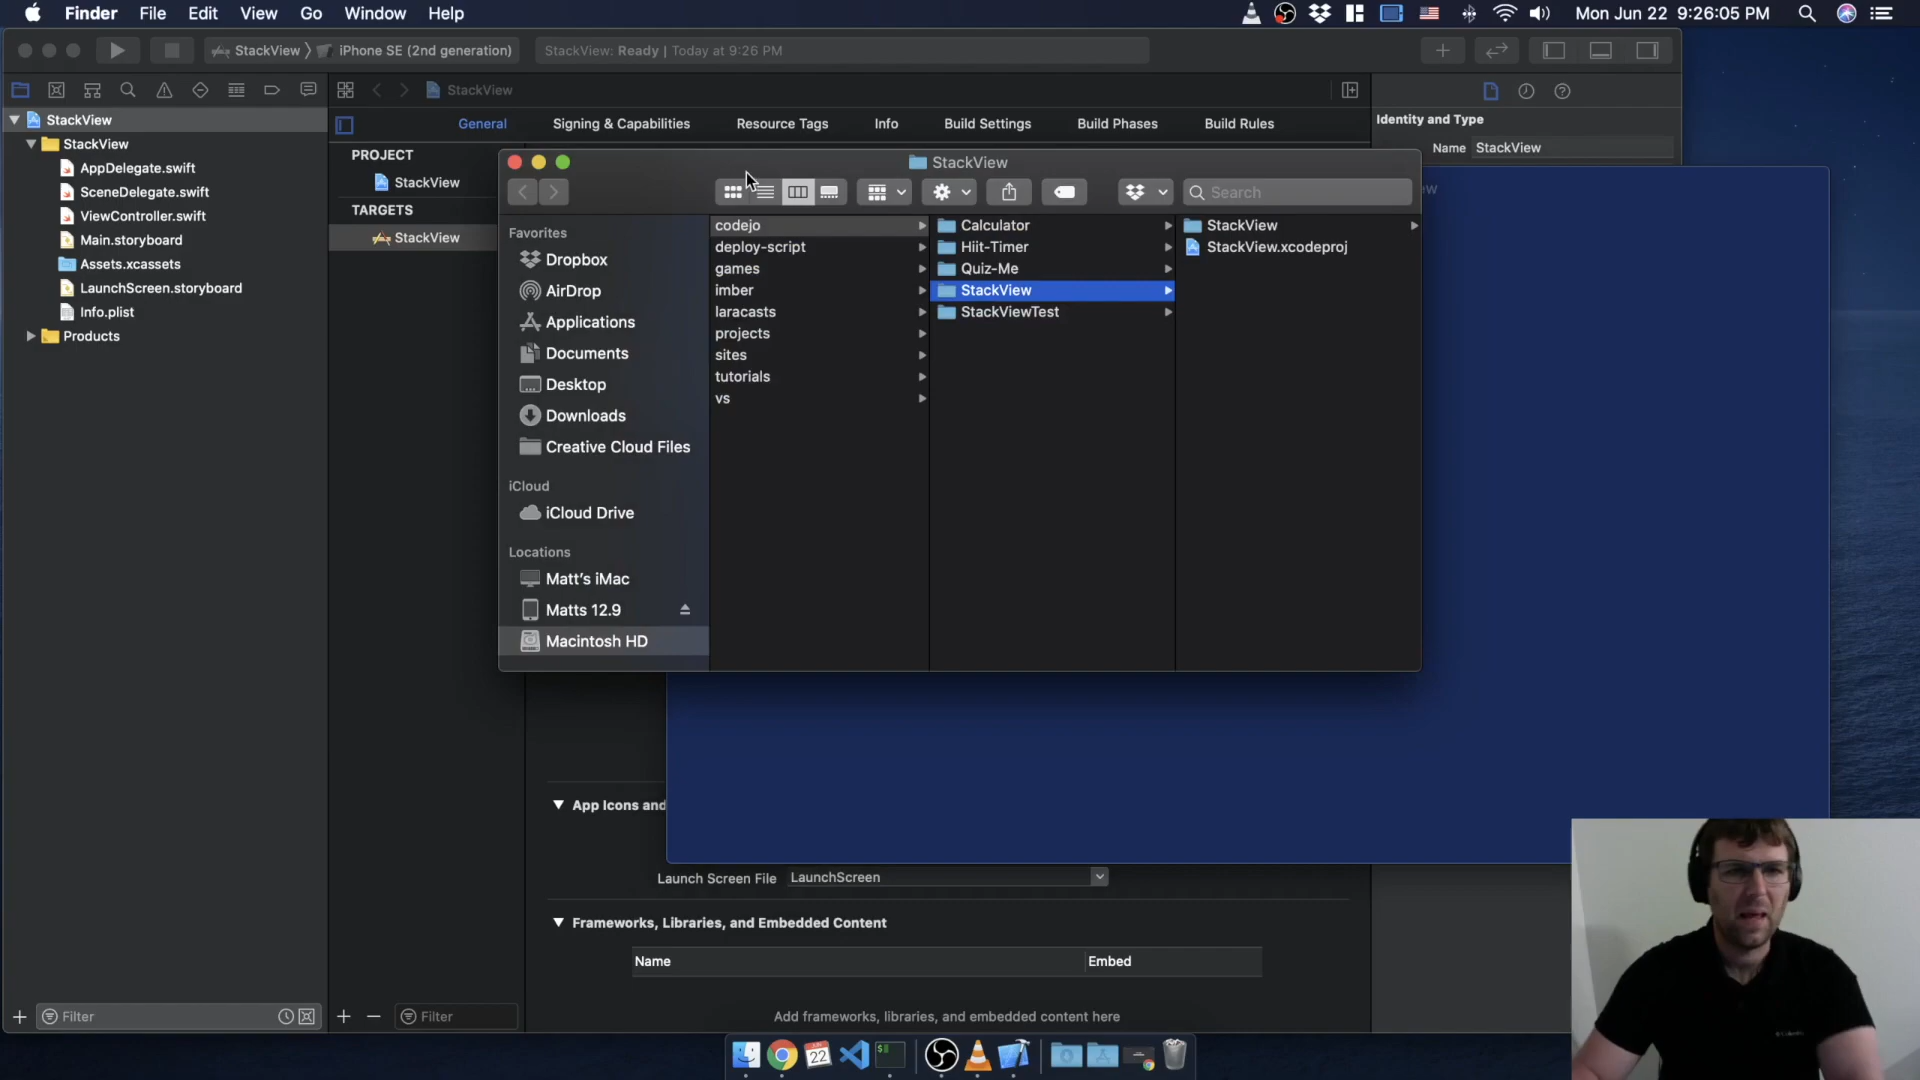 Finder File Edit View Go Window Help
Mon Jun 22 9:26:05 PM
StackView iPhone SE (2nd generation)
StackView: Ready | Today at 9:26 PM
StackView
StackView
AppDelegate.swift
SceneDelegate.swift
ViewController.swift
Main.storyboard
Assets.xcassets
LaunchScreen.storyboard
Info.plist
Products
Filter
StackView
General Signing & Capabilities Resource Tags Info Build Settings Build Phases Build Rules
PROJECT
StackView
TARGETS
StackView
Filter
Identity and Type
Name StackView
StackView
Search
Favorites
Dropbox
AirDrop
Applications
Documents
Desktop
Downloads
Creative Cloud Files
iCloud
iCloud Drive
Locations
Matt's iMac
Matts 12.9
Macintosh HD
codejo
deploy-script
games
imber
laracasts
projects
sites
tutorials
vs
Calculator
Hiit-Timer
Quiz-Me
StackView
StackViewTest
StackView
StackView.xcodeproj
App Icons and
Launch Screen File LaunchScreen
Frameworks, Libraries, and Embedded Content
Name Embed
Add frameworks, libraries, and embedded content here
22